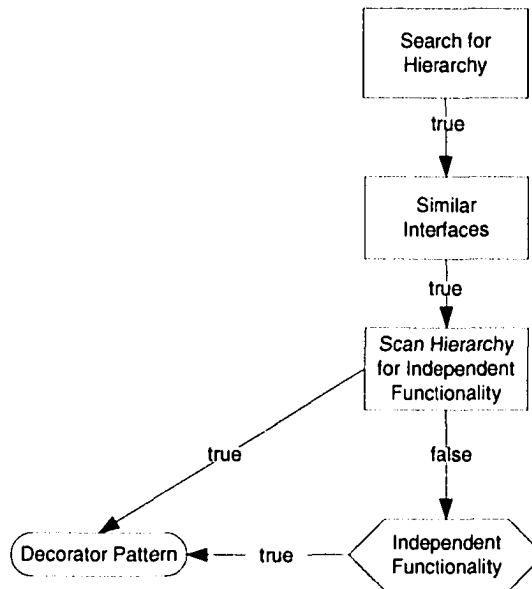 Search for
Hierarchy
true
Similar
Interfaces
true
Scan Hierarchy
for Independent
Functionality
true
false
Decorator Pattern
true
Independent
Functionality